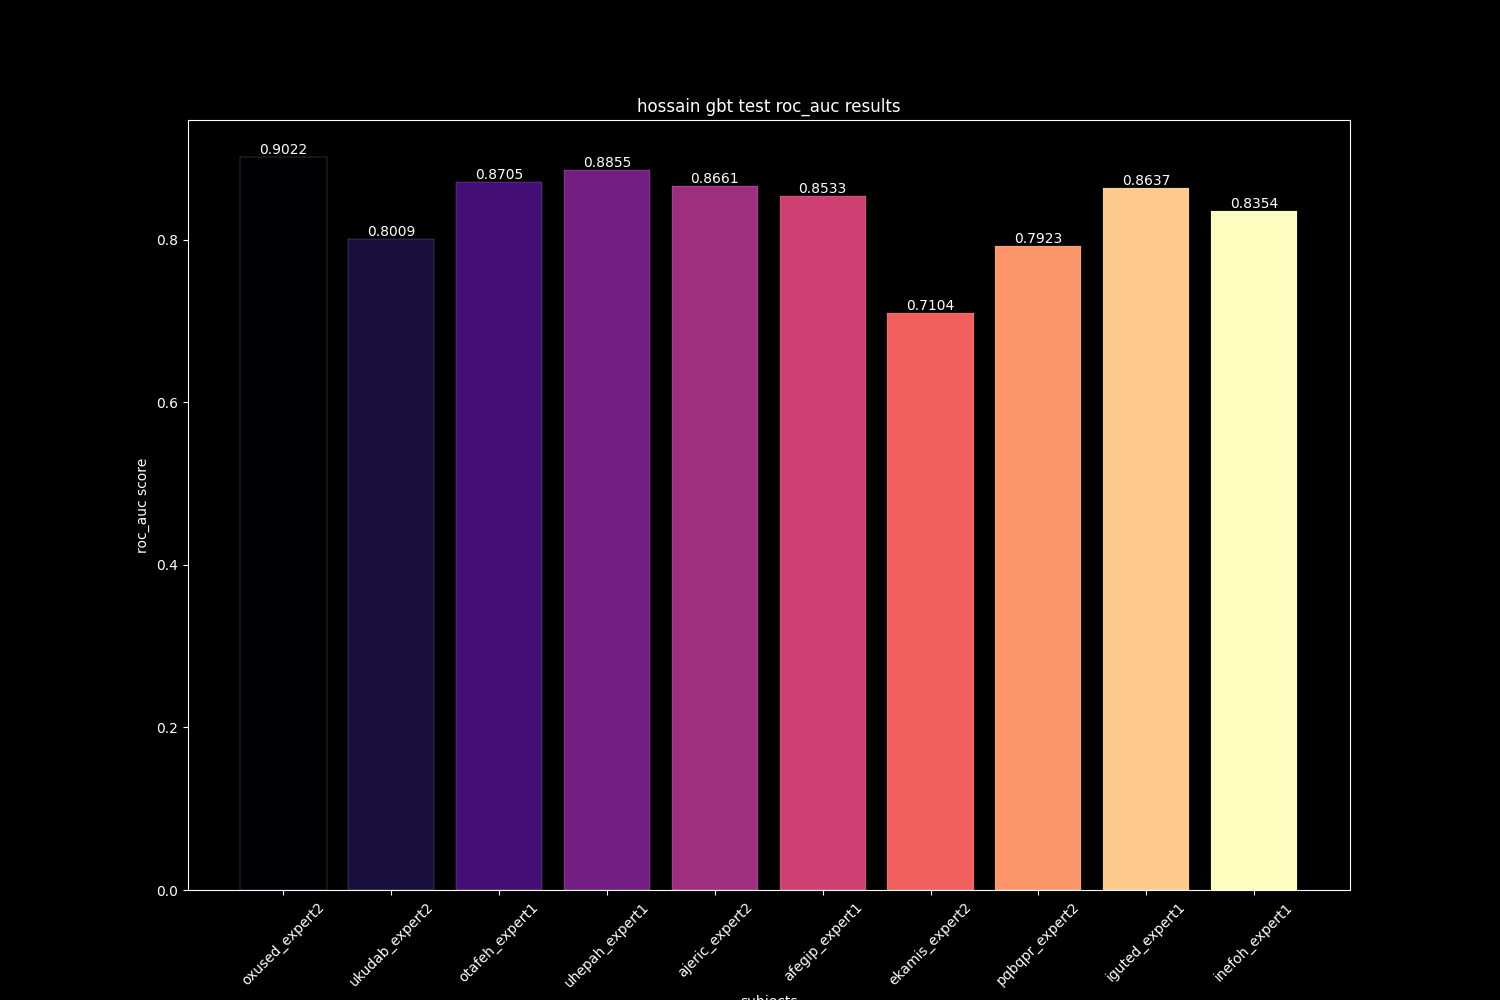 hossain gbt test roc_auc results
0.9022
0.8009
0.8705
0.8855
0.8661
0.8533
0.7104
0.7923
0.8637
0.8354
roc_auc score
0.8
0.6
0.4
0.2
0.0
oxused_expert2
ukudab_expert2
otafeh_expert1
uhepah_expert1
ajeric_expert2
afegip_expert1
ekamis_expert2
pqbqpr_expert2
iguted_expert1
inefoh_expert1
subjects